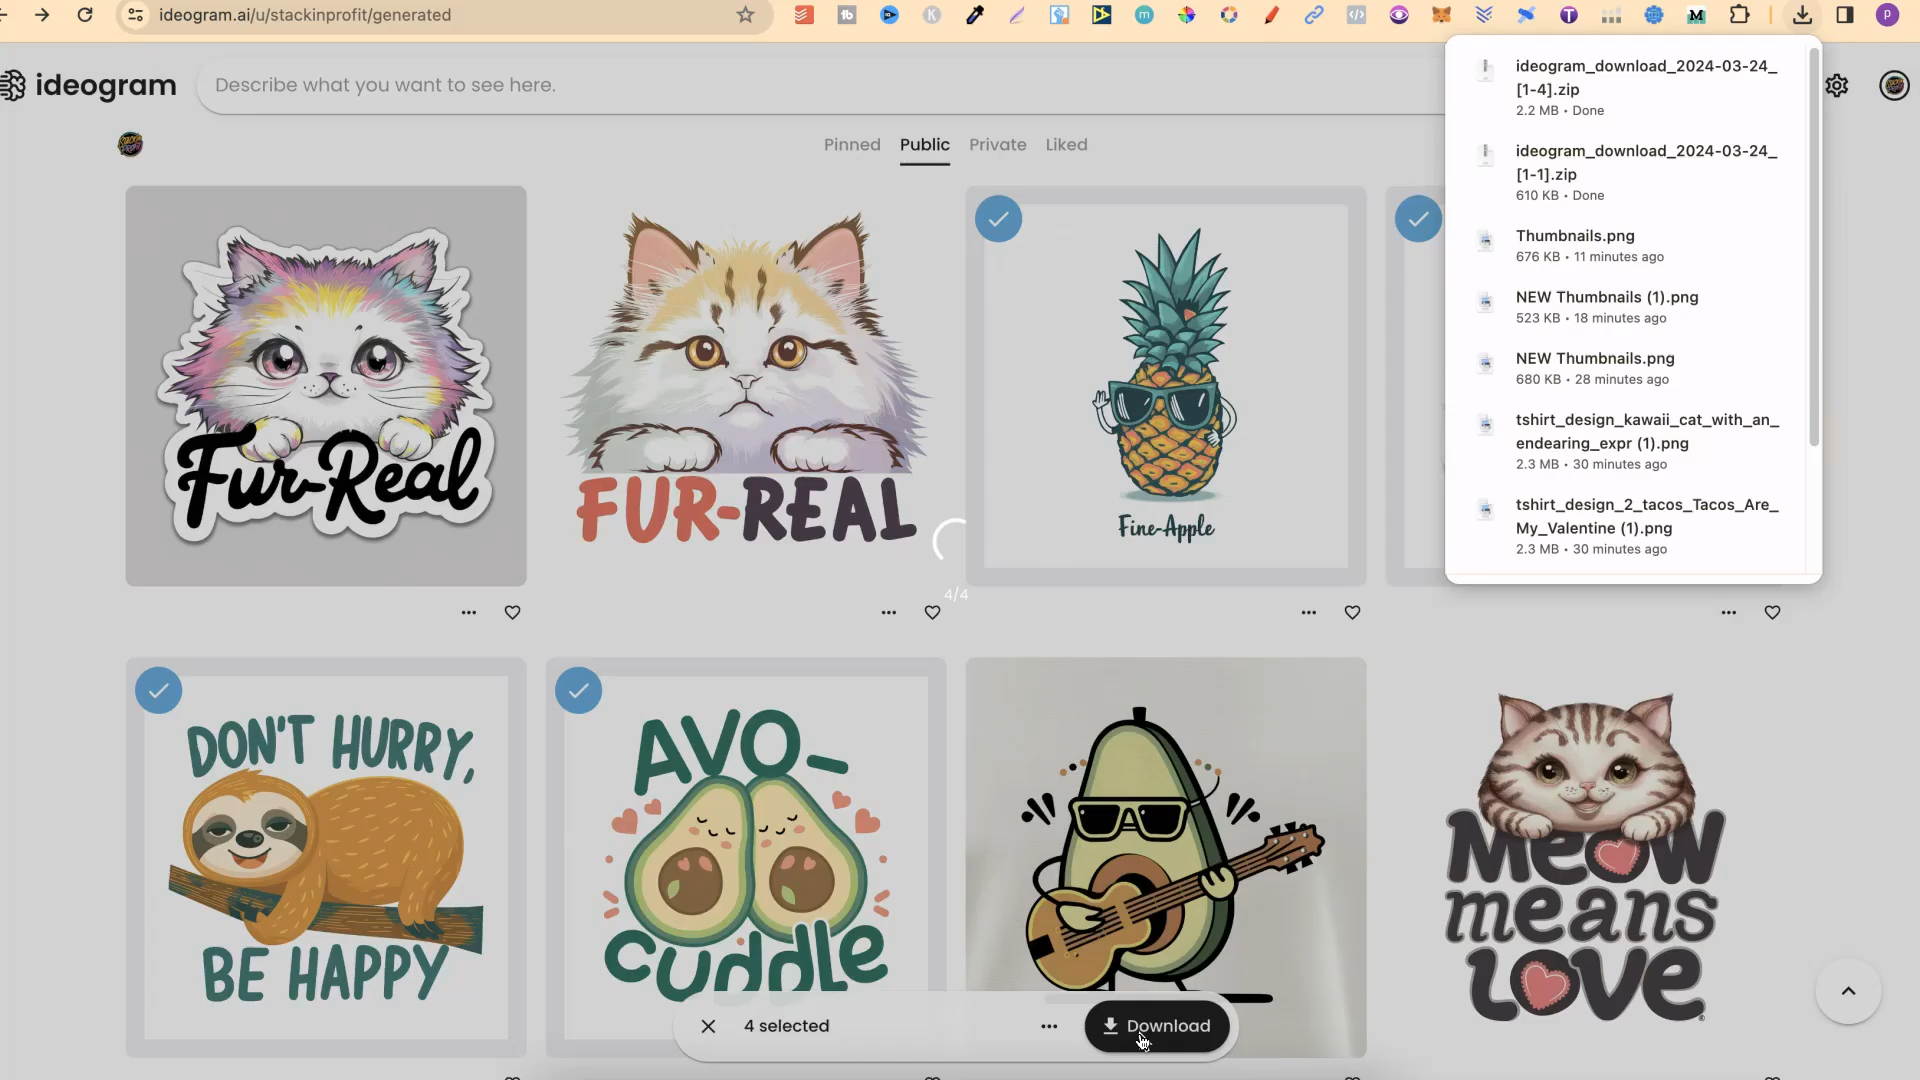 ideogram.ai/u/stackinprofit/generated
ideogram
Describe what you want to see here.
Pinned
Public
Private
Liked
ideogram_download_2024-03-24_
[1-4].zip
2.2 MB • Done
ideogram_download_2024-03-24_
[1-1].zip
610 KB • Done
Thumbnails.png
676 KB • 11 minutes ago
NEW Thumbnails (1).png
523 KB • 18 minutes ago
NEW Thumbnails.png
680 KB • 28 minutes ago
tshirt_design_kawaii_cat_with_an_
endearing_expr (1).png
2.3 MB • 30 minutes ago
tshirt_design_2_tacos_Tacos_Are_
My_Valentine (1).png
2.3 MB • 30 minutes ago
Fur-Real
FUR-REAL
Fine-Apple
4/4
DON'T HURRY,
BE HAPPY
AVO-
cuddle
Meow
means
Love
4 selected
Download